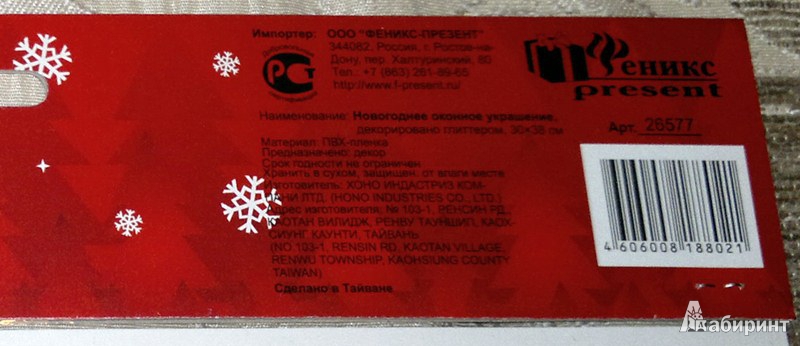 Импортер: ООО "ФЕНИКС-ПРЕЗЕНТ"
344082, Россия, г. Ростов-на-
Дону, пер. Халтуринский, 80
Тел.: +7 (863) 261-89-65
http://www.f-present.ru/
Феникс
present
Наименование: Новогоднее оконное украшение,
декорировано глиттером, 30×38 см
Арт. 26577
Материал: ПВХ-пленка
Предназначено: декор
Срок годности не ограничен
Хранить в сухом, защищен. от влаги месте
Изготовитель: ХОНО ИНДАСТРИЗ КОМ-
ПАНИ ЛТД. (HONO INDUSTRIES CO., LTD.)
Адрес изготовителя: № 103-1, РЕНСИН РД.,
КАОТАН ВИЛИДЖ, РЕНВУ ТАУНШИП, КАОХ-
СИУНГ КАУНТИ, ТАЙВАНЬ
(NO.103-1, RENSIN RD, KAOTAN VILLAGE,
RENWU TOWNSHIP, KAOHSIUNG COUNTY
TAIWAN)
Сделано в Тайване
4 606008 188021
Лабиринт